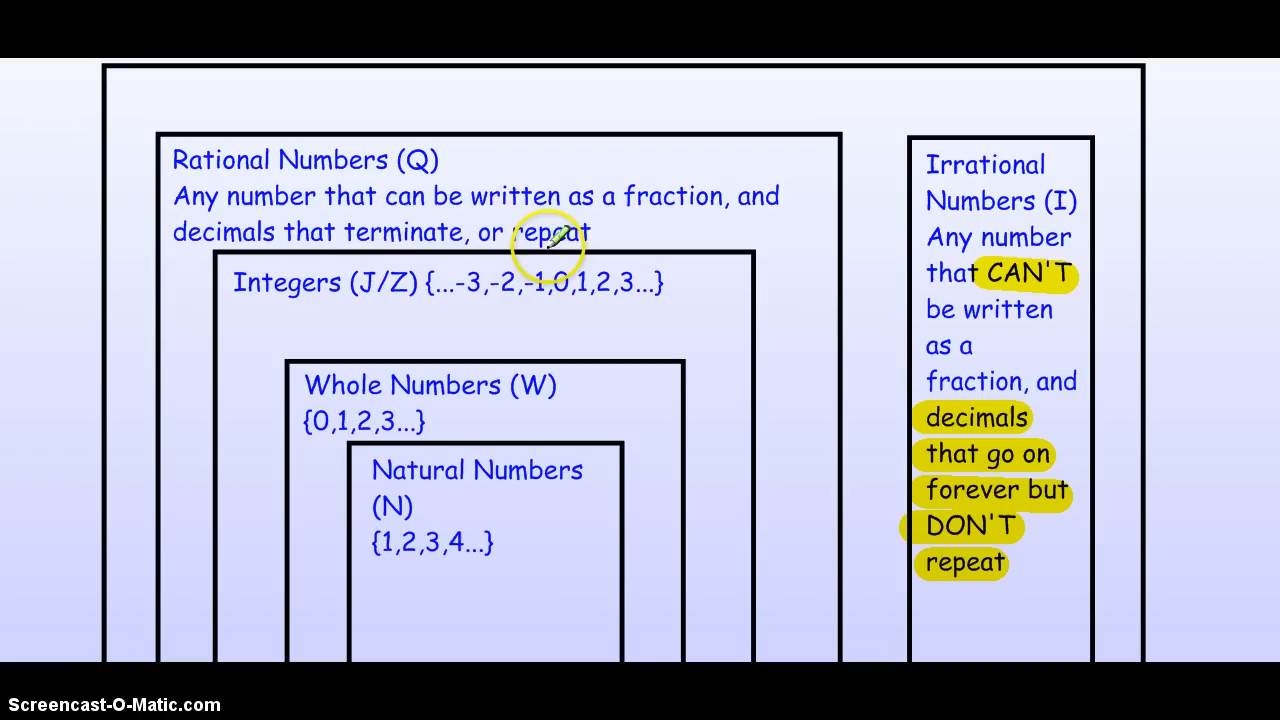 Rational Numbers (Q)
Any number that can be written as a fraction, and
decimals that terminate, or repeat
Integers (J/Z) {...-3,-2,-1,0,1,2,3...}
Whole Numbers (W)
{0,1,2,3...}
Natural Numbers
(N)
{1,2,3,4...}
Irrational
Numbers (I)
Any number
that CAN'T
be written
as a
fraction, and
decimals
that go on
forever but
DON'T
repeat
Screencast-O-Matic.com